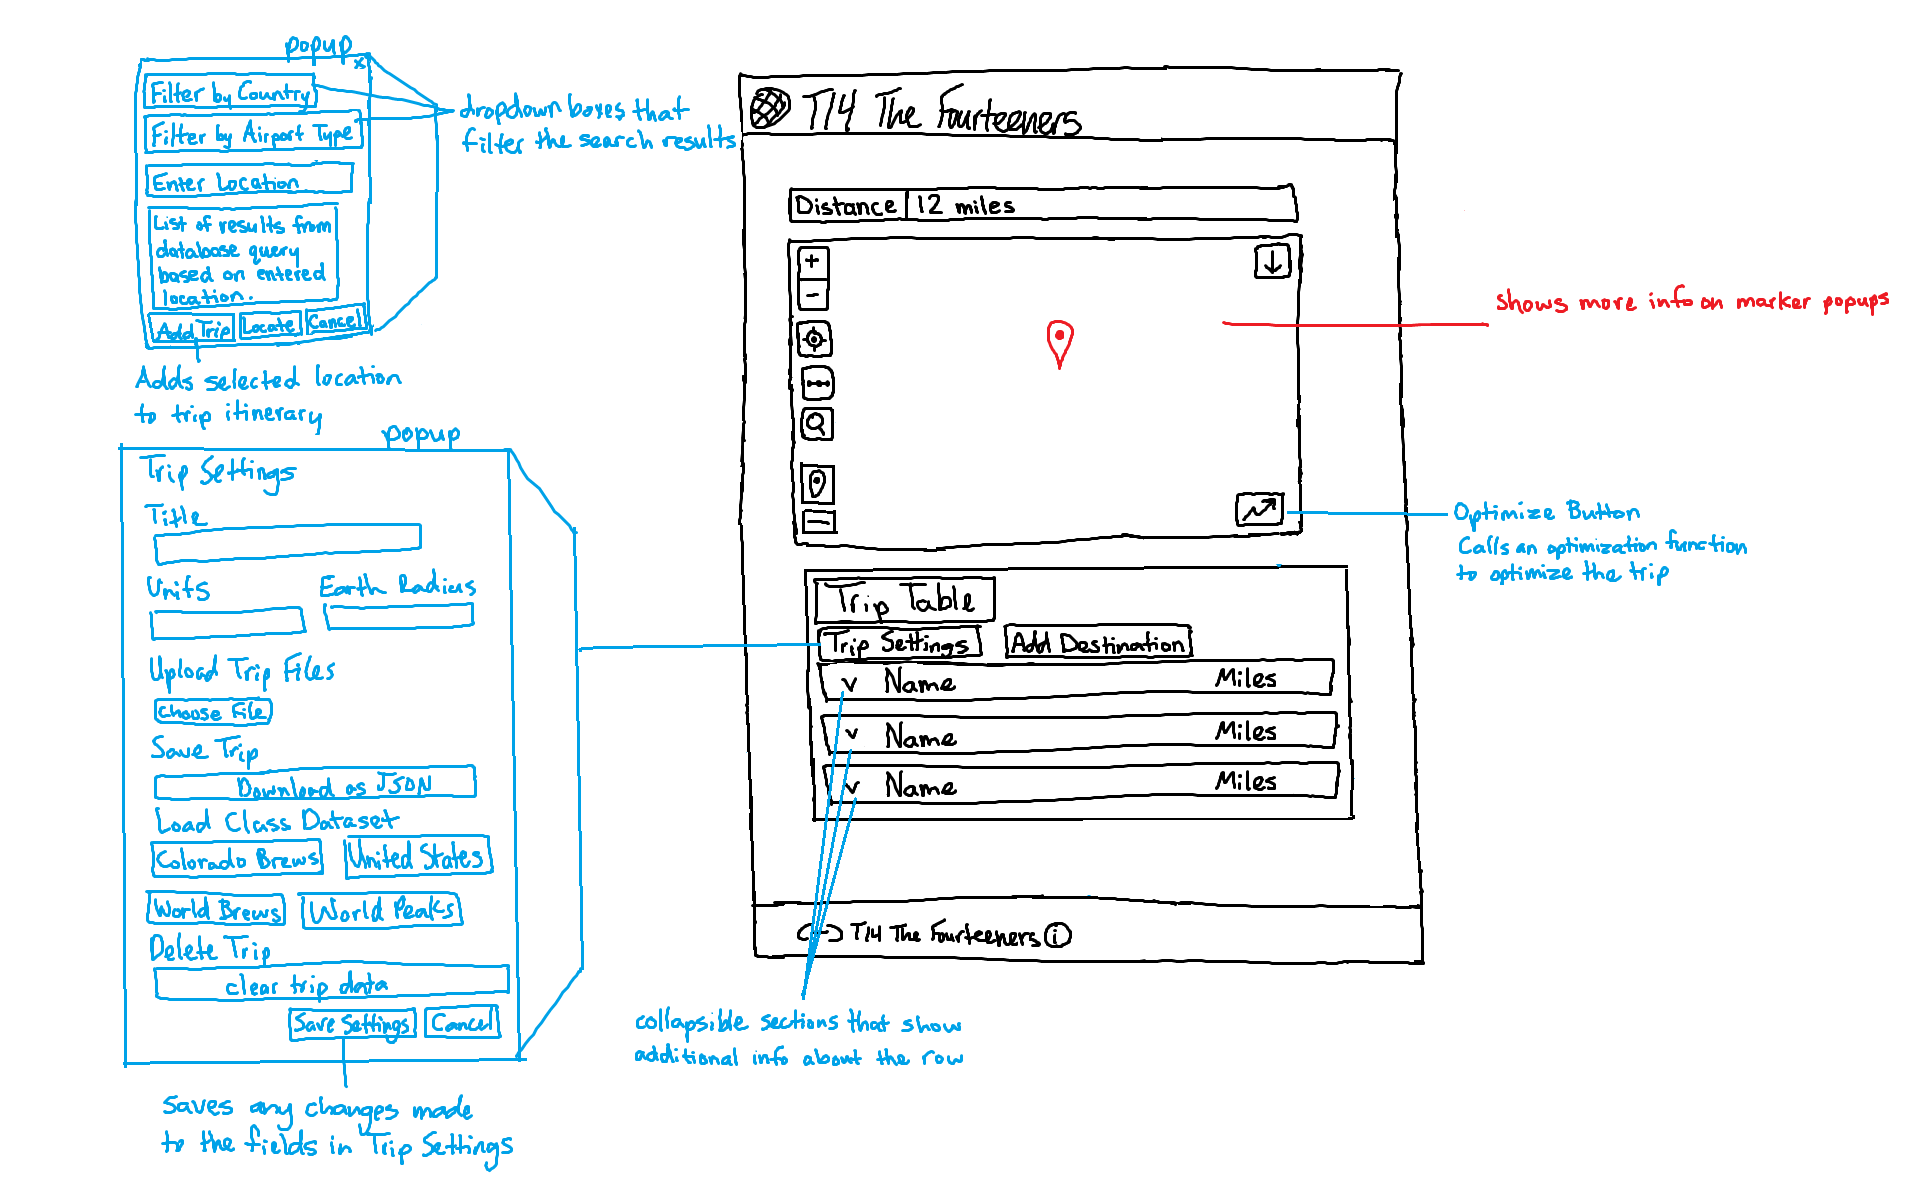 popup
x
Filter by Country
Filter by Airport Type
Enter Location
List of results from
database query
based on entered
location.
Add Trip
Locate
Cancel
dropdown boxes that
filter the search results
Adds selected location
to trip itinerary
popup
Trip Settings
Title
Units
Earth Radius
Upload Trip Files
Choose File
Save Trip
Download as JSON
Load Class Dataset
Colorado Brews
United States
World Brews
World Peaks
Delete Trip
clear trip data
Save Settings
Cancel
Saves any changes made
to the fields in Trip Settings
T14 The Fourteeners
Distance 12 miles
+
-
shows more info on marker popups
Optimize Button
Calls an optimization function
to optimize the trip
Trip Table
Trip Settings
Add Destination
v Name Miles
v Name Miles
v Name Miles
T14 The Fourteeners i
collapsible sections that show
additional info about the row